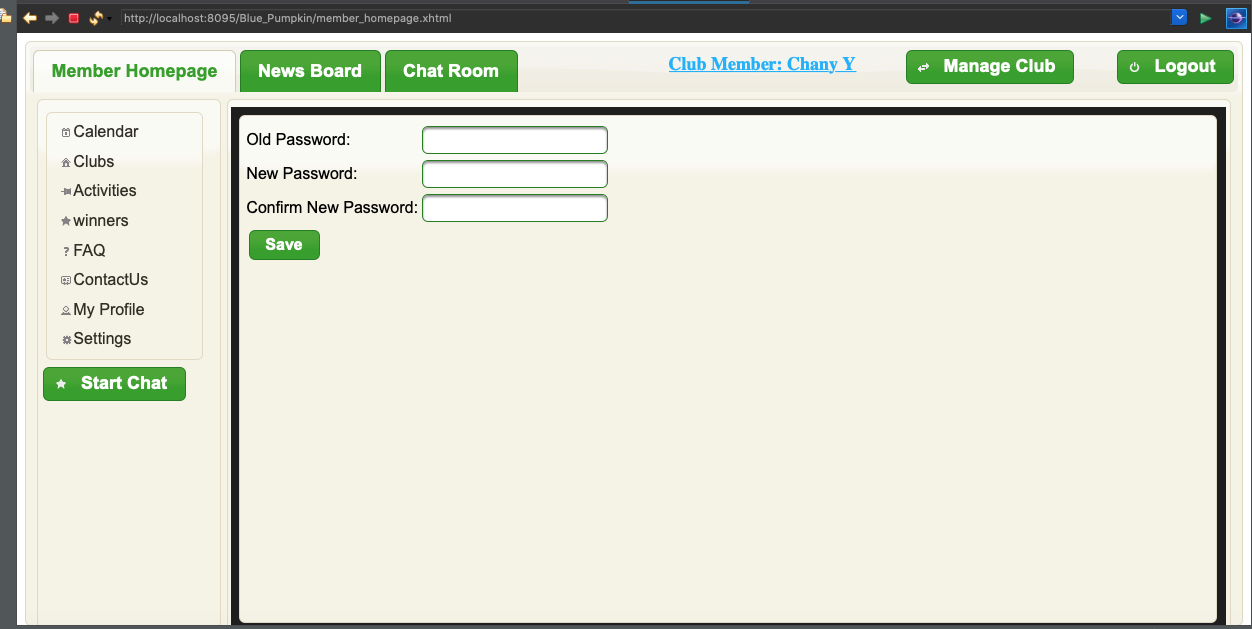 http://localhost:8095/Blue_Pumpkin/member_homepage.xhtml
Member Homepage
News Board
Chat Room
Club Member: Chany Y
Manage Club
Logout
Calendar
Clubs
Activities
winners
? FAQ
ContactUs
My Profile
Settings
Start Chat
Old Password:
New Password:
Confirm New Password:
Save